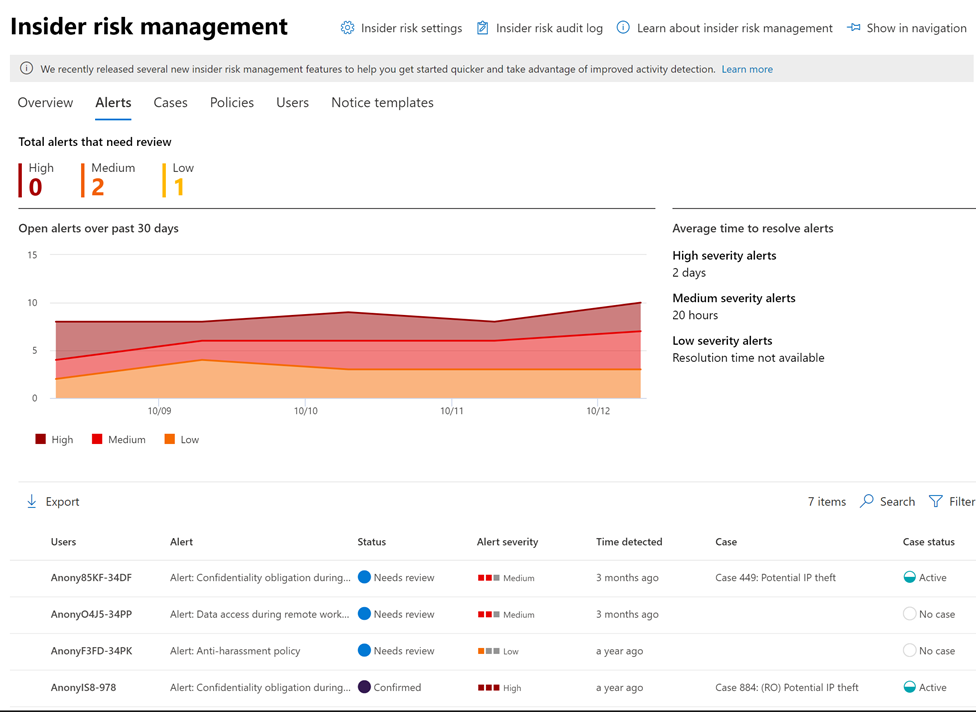 Insider risk management
Insider risk settings Insider risk audit log Learn about insider risk management Show in navigation
We recently released several new insider risk management features to help you get started quicker and take advantage of improved activity detection. Learn more
Overview Alerts Cases Policies Users Notice templates
Total alerts that need review
High Medium Low
0 2 1
Open alerts over past 30 days
15
10
5
0
10/09 10/10 10/11 10/12
High Medium Low
Average time to resolve alerts
High severity alerts
2 days
Medium severity alerts
20 hours
Low severity alerts
Resolution time not available
Export 7 items Search Filter
Users Alert Status Alert severity Time detected Case Case status
Anony85KF-34DF Alert: Confidentiality obligation during... Needs review Medium 3 months ago Case 449: Potential IP theft Active
AnonyO4J5-34PP Alert: Data access during remote work... Needs review Medium 3 months ago No case
AnonyF3FD-34PK Alert: Anti-harassment policy Needs review Low a year ago No case
AnonyIS8-978 Alert: Confidentiality obligation during... Confirmed High a year ago Case 884: (RO) Potential IP theft Active